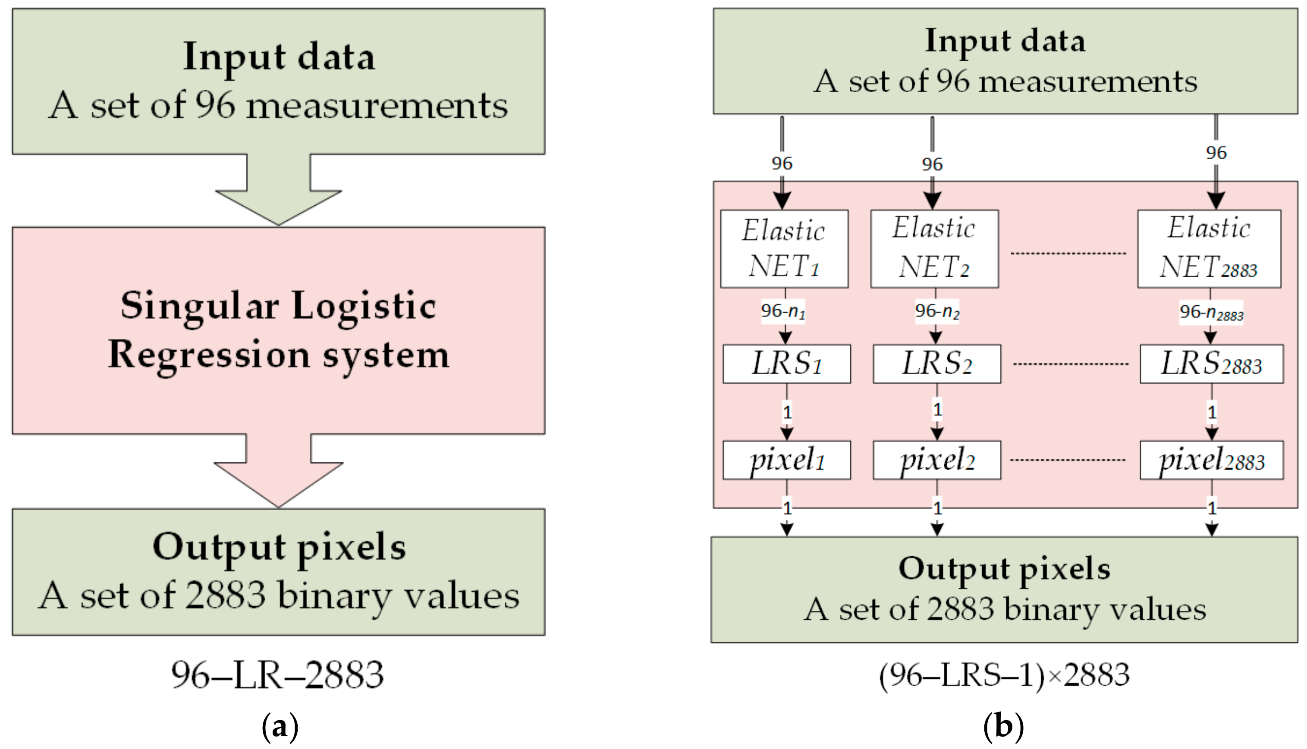 Input data
A set of 96 measurements
Singular Logistic
Regression system
Output pixels
A set of 2883 binary values
96–LR–2883
(a)
Input data
A set of 96 measurements
96 96 96
Elastic Elastic Elastic
NET1 NET2 NET2883
96-n1 96-n2 96-n2883
LRS1 LRS2 LRS2883
1 1 1
pixel1 pixel2 pixel2883
1 1 1
Output pixels
A set of 2883 binary values
(96–LRS–1)×2883
(b)